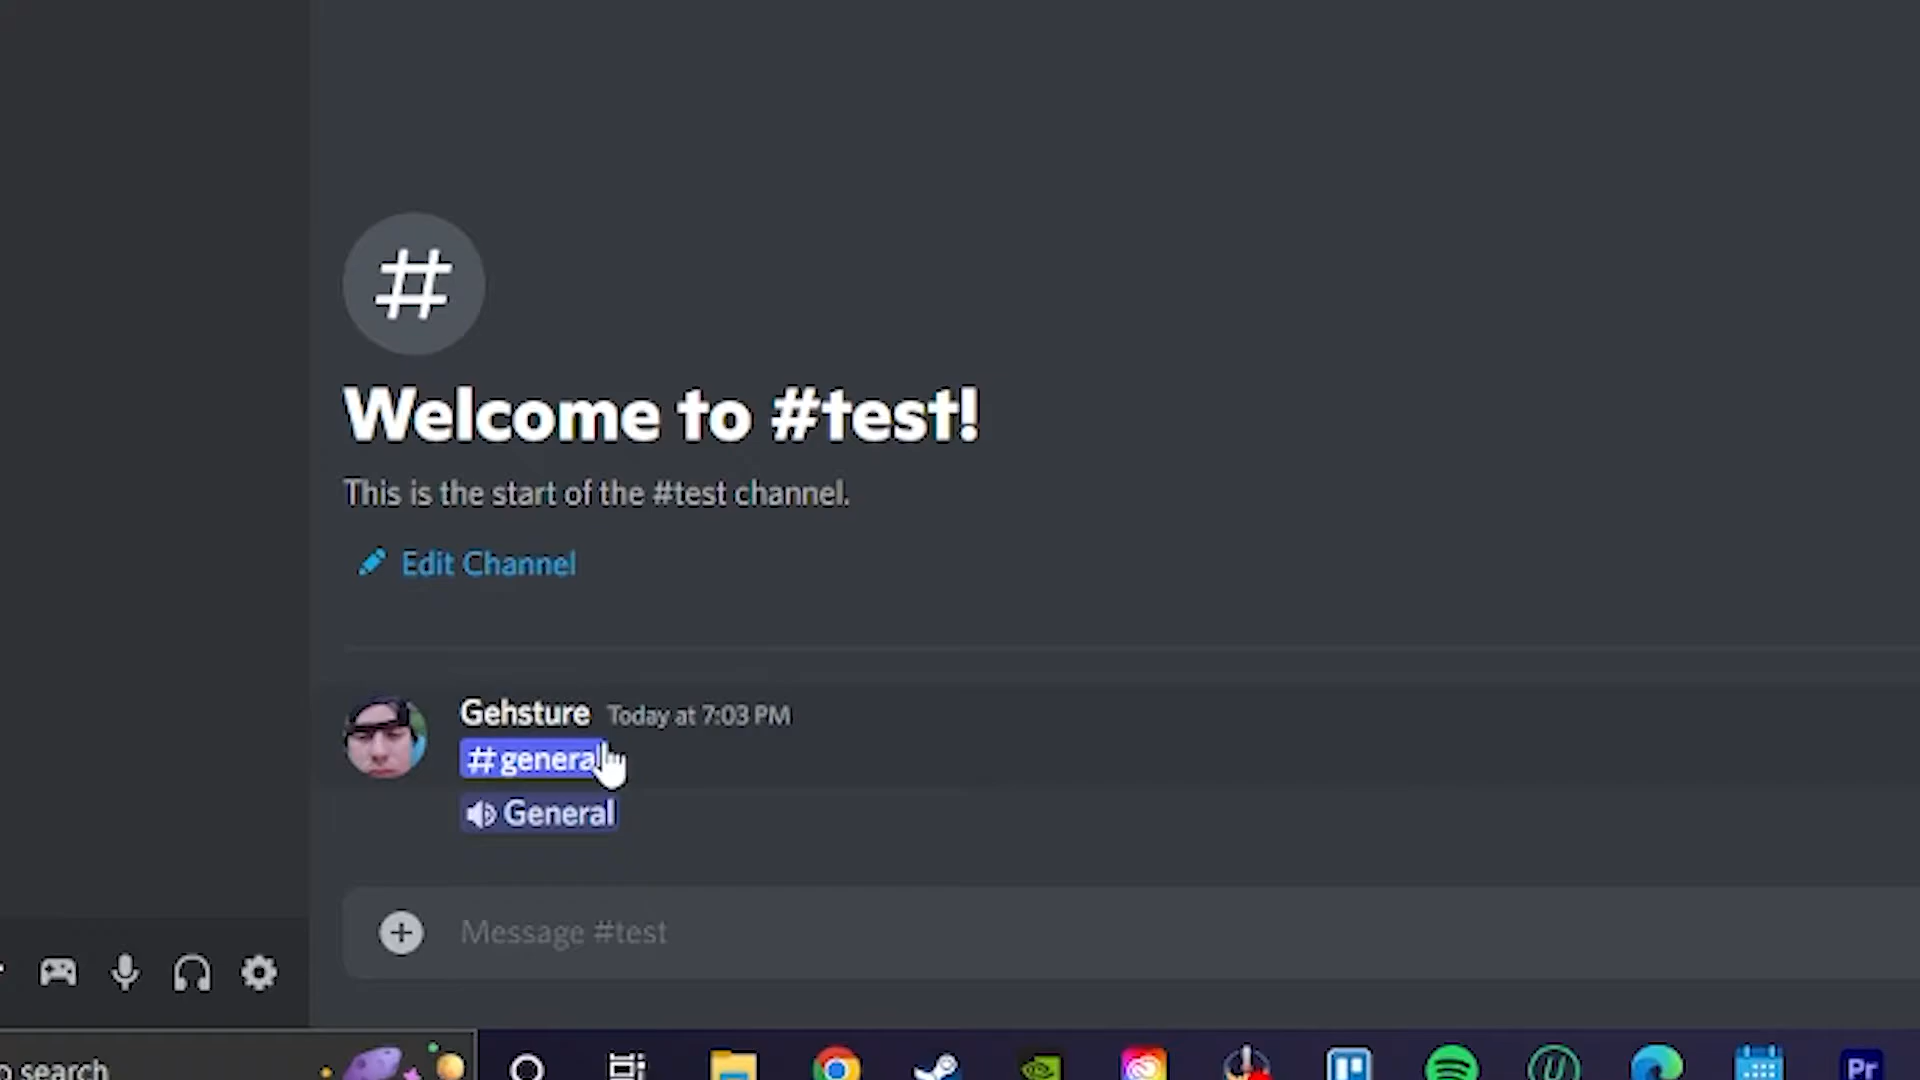 #
Welcome to #test!
This is the start of the #test channel.
Edit Channel
Gehsture Today at 7:03 PM
#general
General
Message #test
o search
Pr